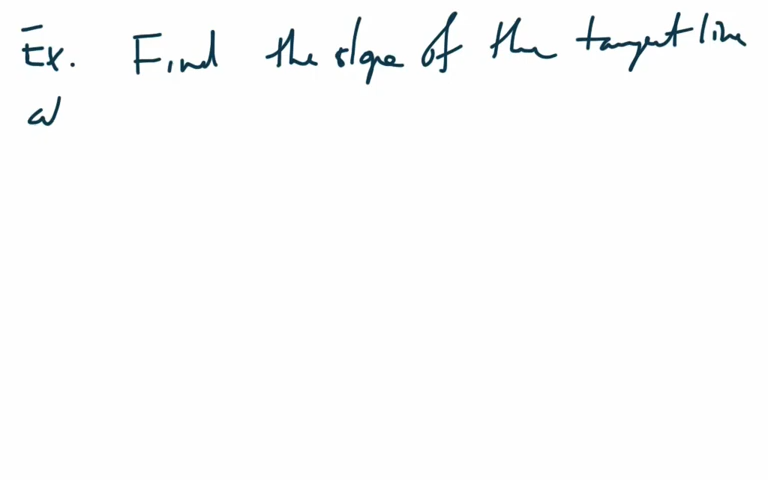 Ex. Find the slope of the tangent line
a